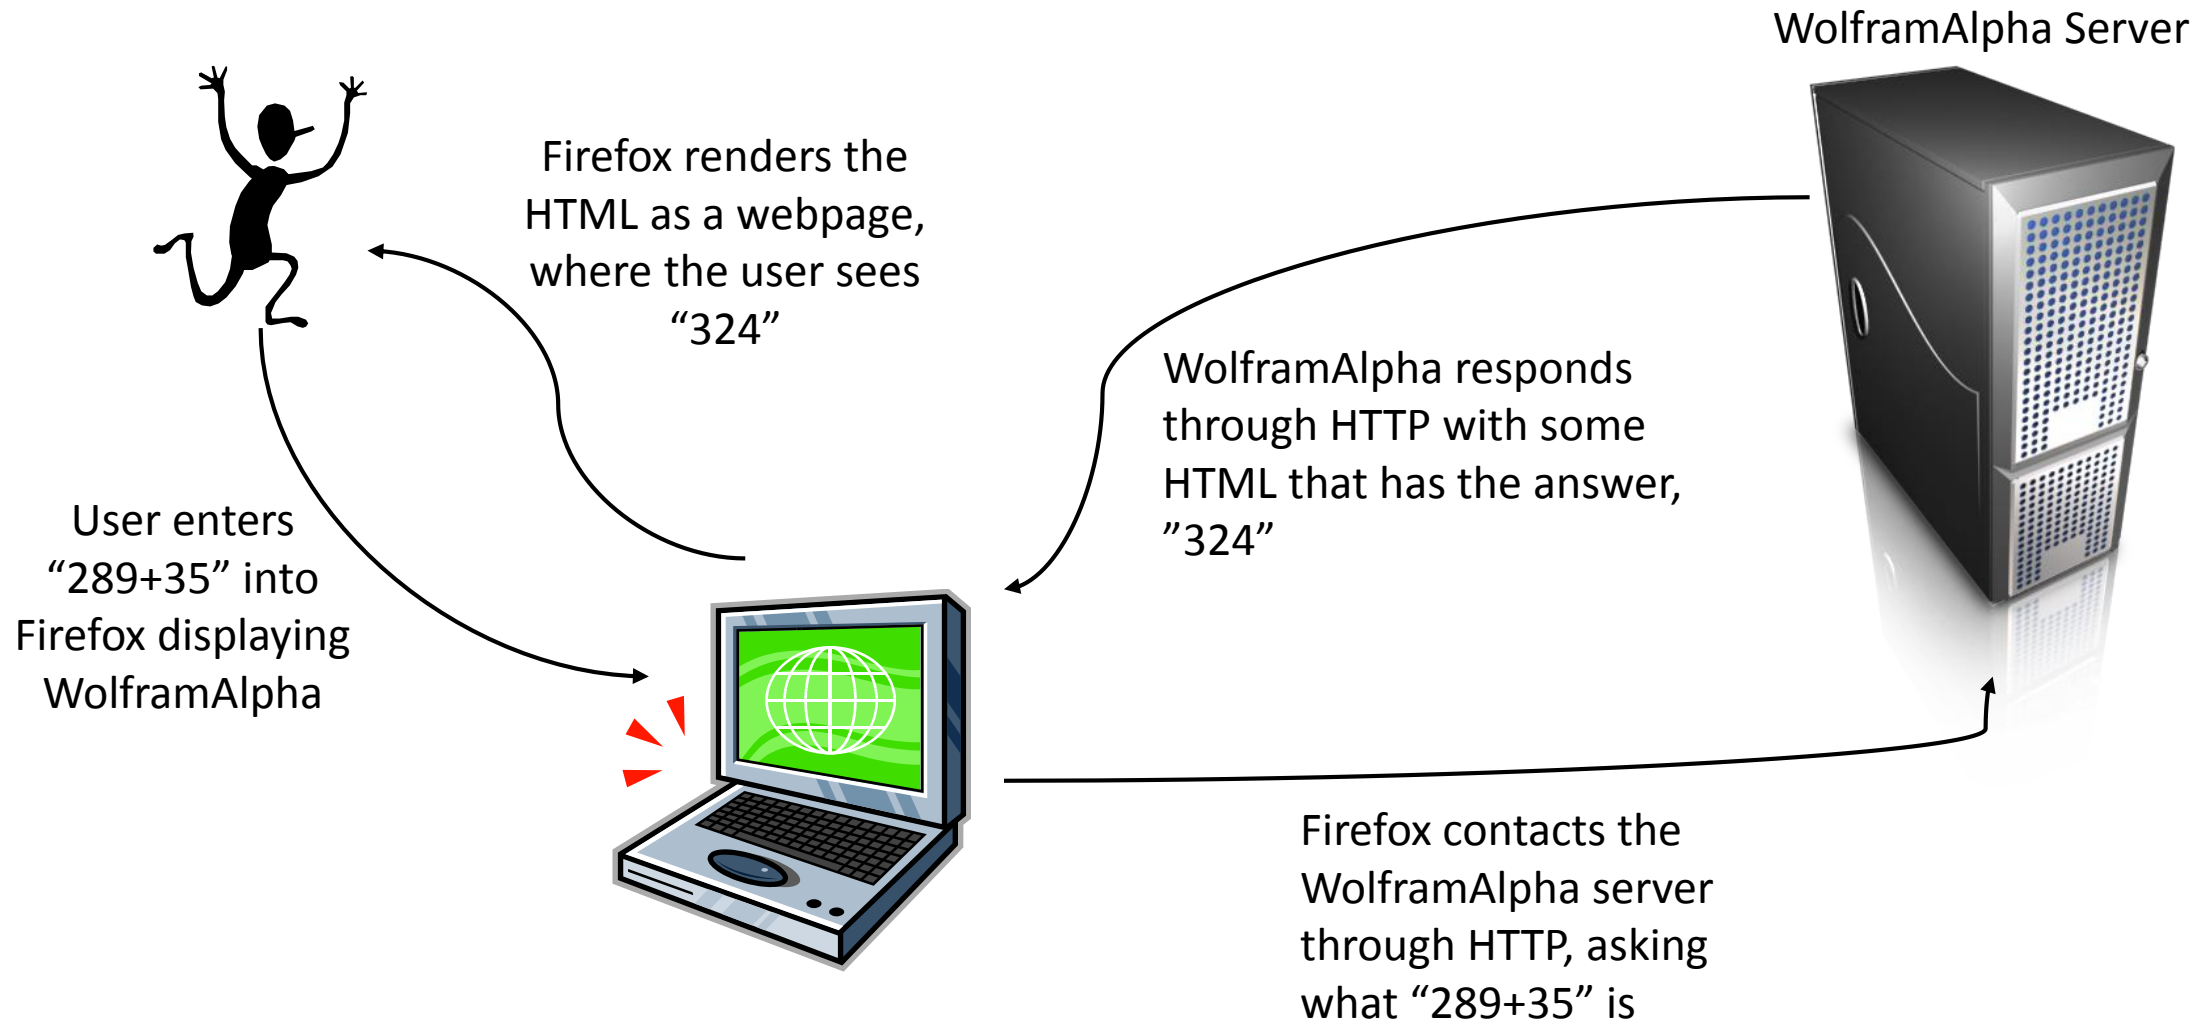 WolframAlpha Server
Firefox renders the
HTML as a webpage,
where the user sees
“324”
WolframAlpha responds
through HTTP with some
HTML that has the answer,
”324”
User enters
“289+35” into
Firefox displaying
WolframAlpha
Firefox contacts the
WolframAlpha server
through HTTP, asking
what “289+35” is